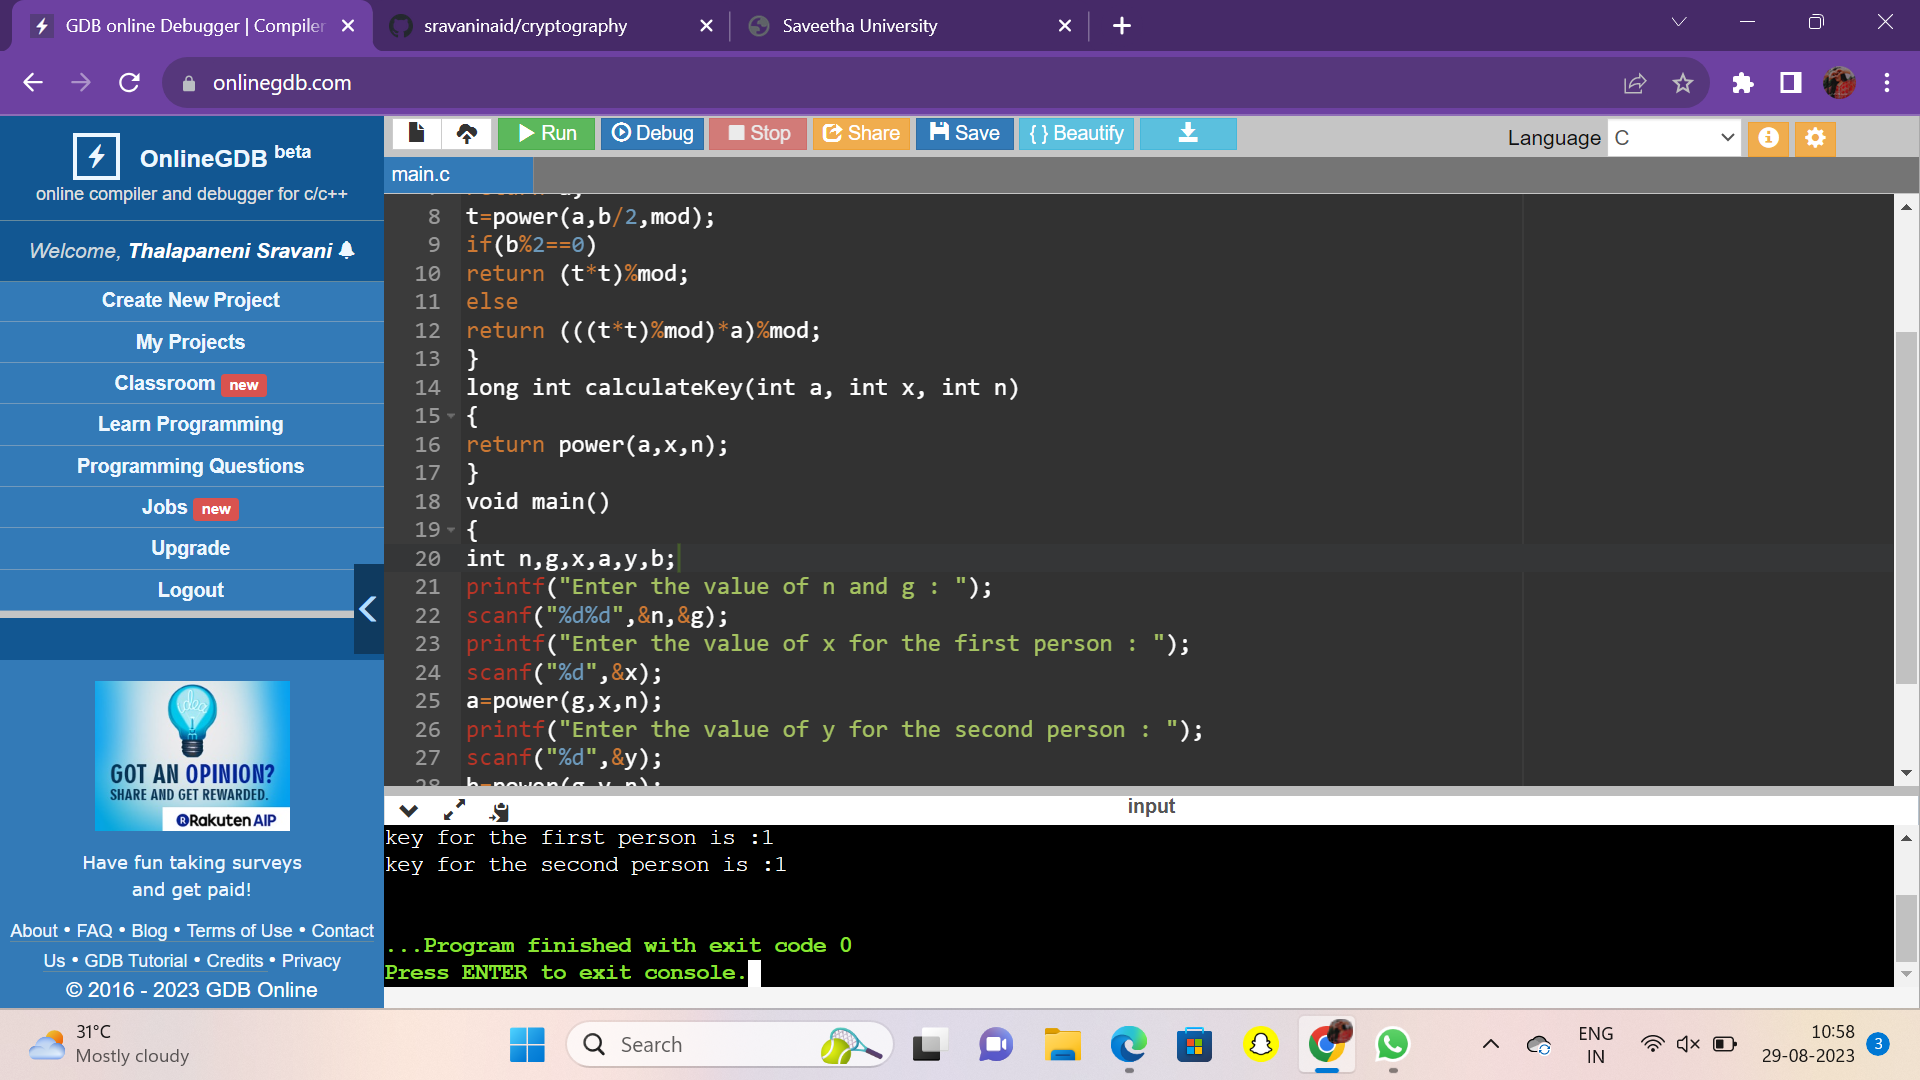 GDB online Debugger | Compiler
sravaninaid/cryptography
Saveetha University
onlinegdb.com
OnlineGDB beta
online compiler and debugger for c/c++
Welcome, Thalapaneni Sravani
Create New Project
My Projects
Classroom new
Learn Programming
Programming Questions
Jobs new
Upgrade
Logout
idea
GOT AN OPINION?
SHARE AND GET REWARDED.
Rakuten AIP
Have fun taking surveys
and get paid!
About • FAQ • Blog • Terms of Use • Contact
Us • GDB Tutorial • Credits • Privacy
© 2016 - 2023 GDB Online
Run Debug Stop Share Save { } Beautify
Language C
main.c
8 t=power(a,b/2,mod);
9 if(b%2==0)
10 return (t*t)%mod;
11 else
12 return (((t*t)%mod)*a)%mod;
13 }
14 long int calculateKey(int a, int x, int n)
15 {
16 return power(a,x,n);
17 }
18 void main()
19 {
20 int n,g,x,a,y,b;
21 printf("Enter the value of n and g : ");
22 scanf("%d%d",&n,&g);
23 printf("Enter the value of x for the first person : ");
24 scanf("%d",&x);
25 a=power(g,x,n);
26 printf("Enter the value of y for the second person : ");
27 scanf("%d",&y);
28 b=power(g,y,n);
input
key for the first person is :1
key for the second person is :1
...Program finished with exit code 0
Press ENTER to exit console.
31°C
Mostly cloudy
Search
ENG
IN
10:58
29-08-2023
3